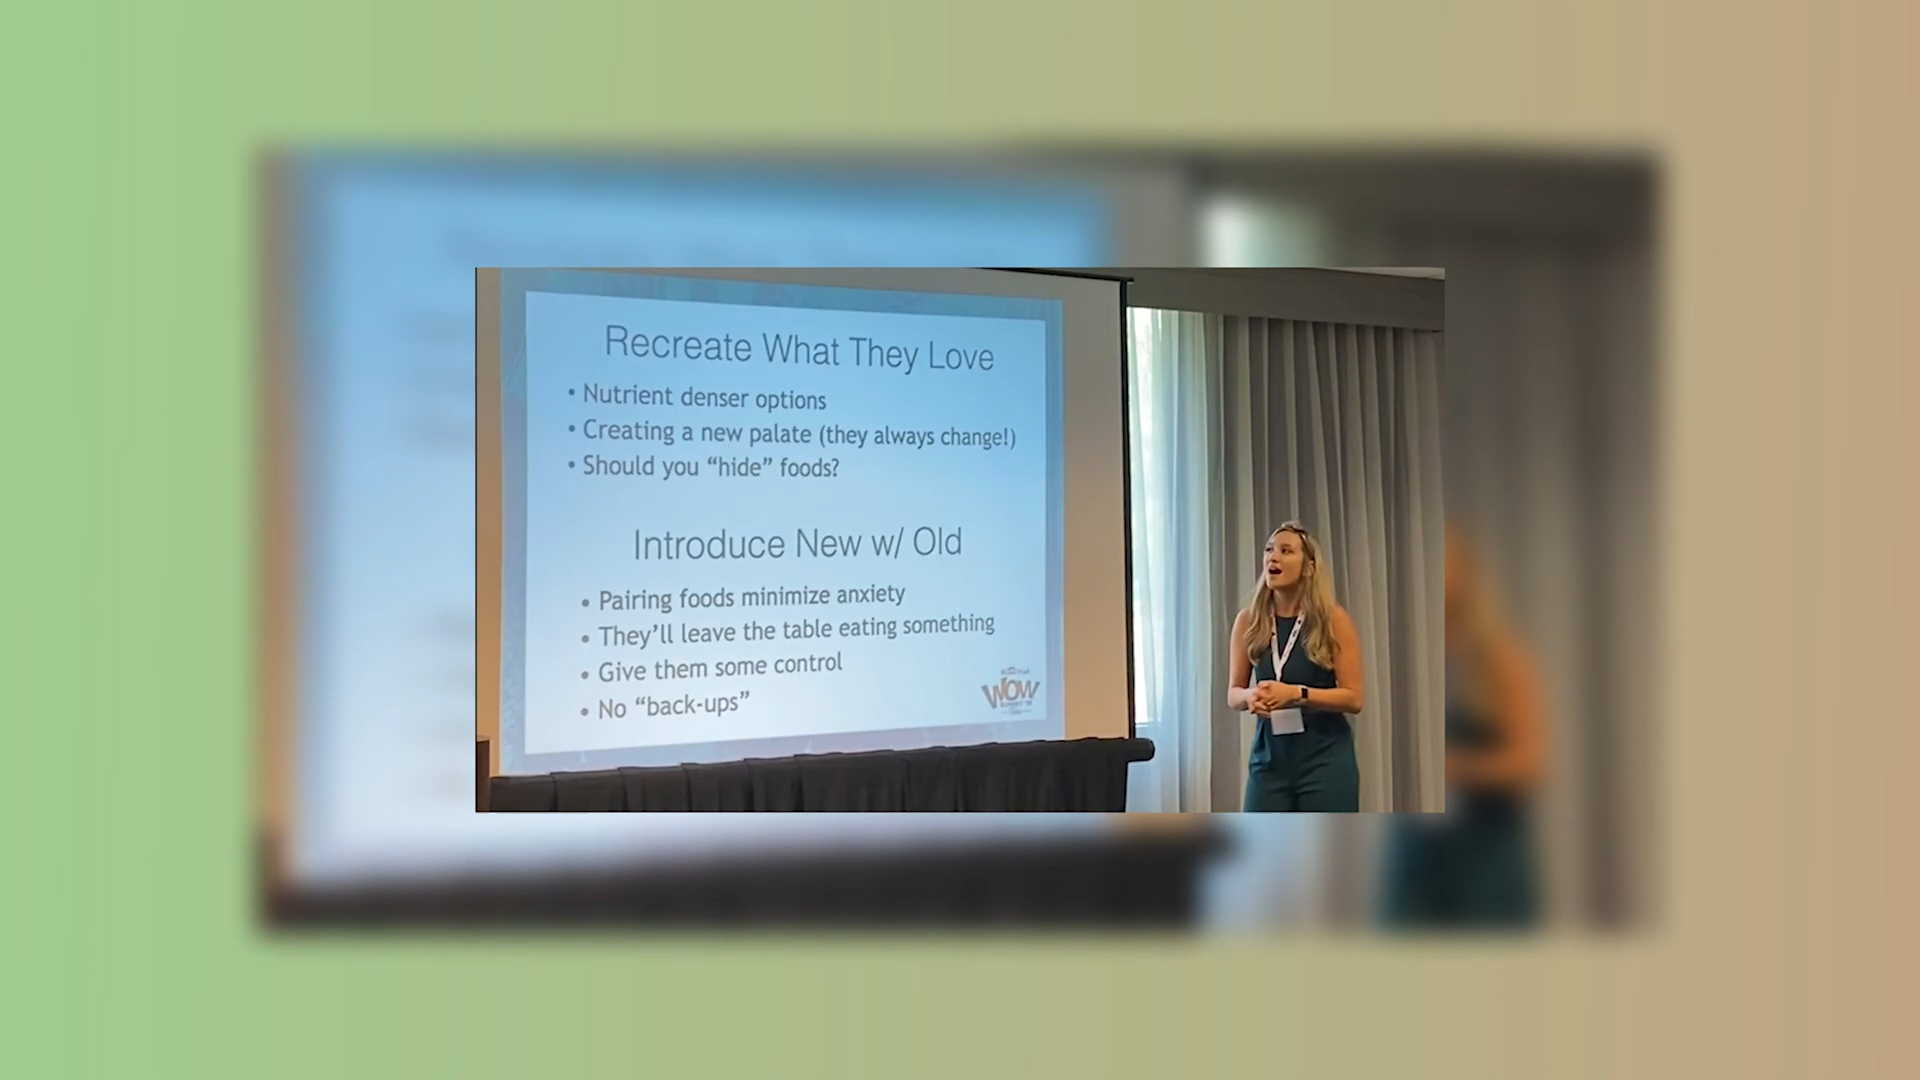 Recreate What They Love
• Nutrient denser options
• Creating a new palate (they always change!)
• Should you “hide” foods?
Introduce New w/ Old
• Pairing foods minimize anxiety
• They’ll leave the table eating something
• Give them some control
• No “back-ups”
WOW